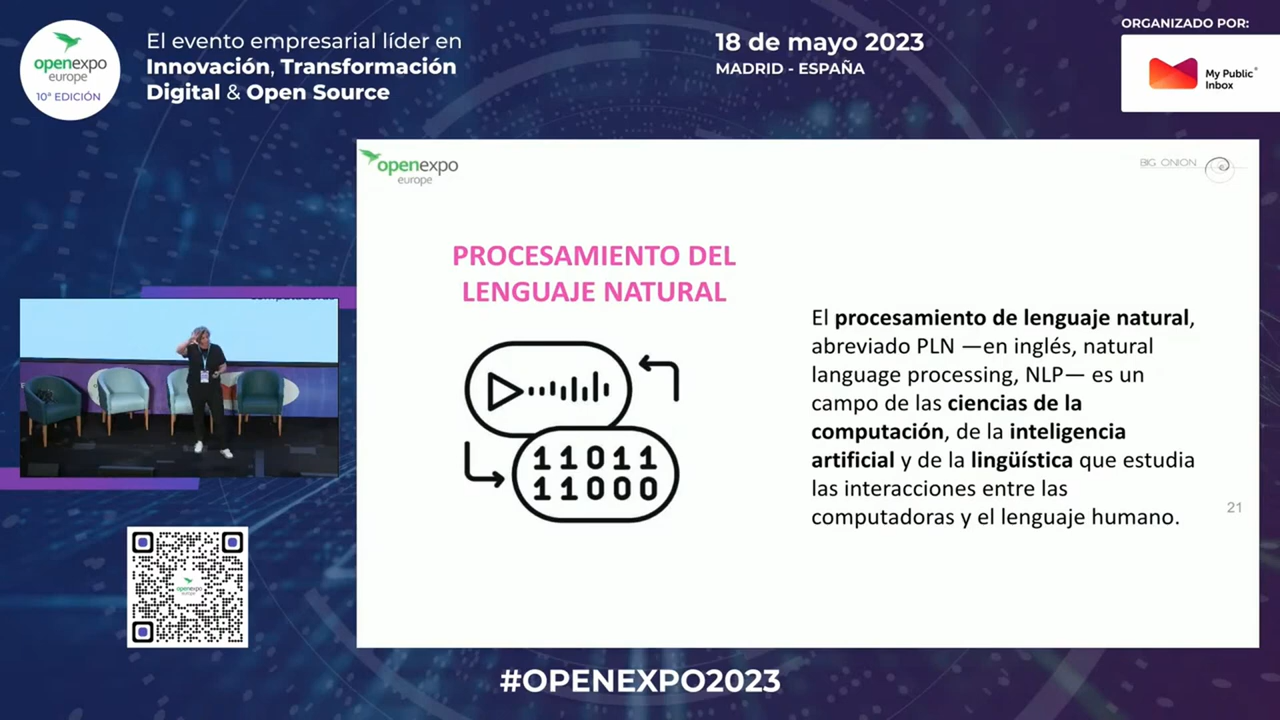 openexpo
europe
10ª EDICIÓN
El evento empresarial líder en
Innovación, Transformación
Digital & Open Source
18 de mayo 2023
MADRID - ESPAÑA
ORGANIZADO POR:
My Public
Inbox
openexpo
europe
BIG ONION
PROCESAMIENTO DEL
LENGUAJE NATURAL
11011
11000
El procesamiento de lenguaje natural,
abreviado PLN —en inglés, natural
language processing, NLP— es un
campo de las ciencias de la
computación, de la inteligencia
artificial y de la lingüística que estudia
las interacciones entre las
computadoras y el lenguaje humano.
21
openexpo
europe
#OPENEXPO2023